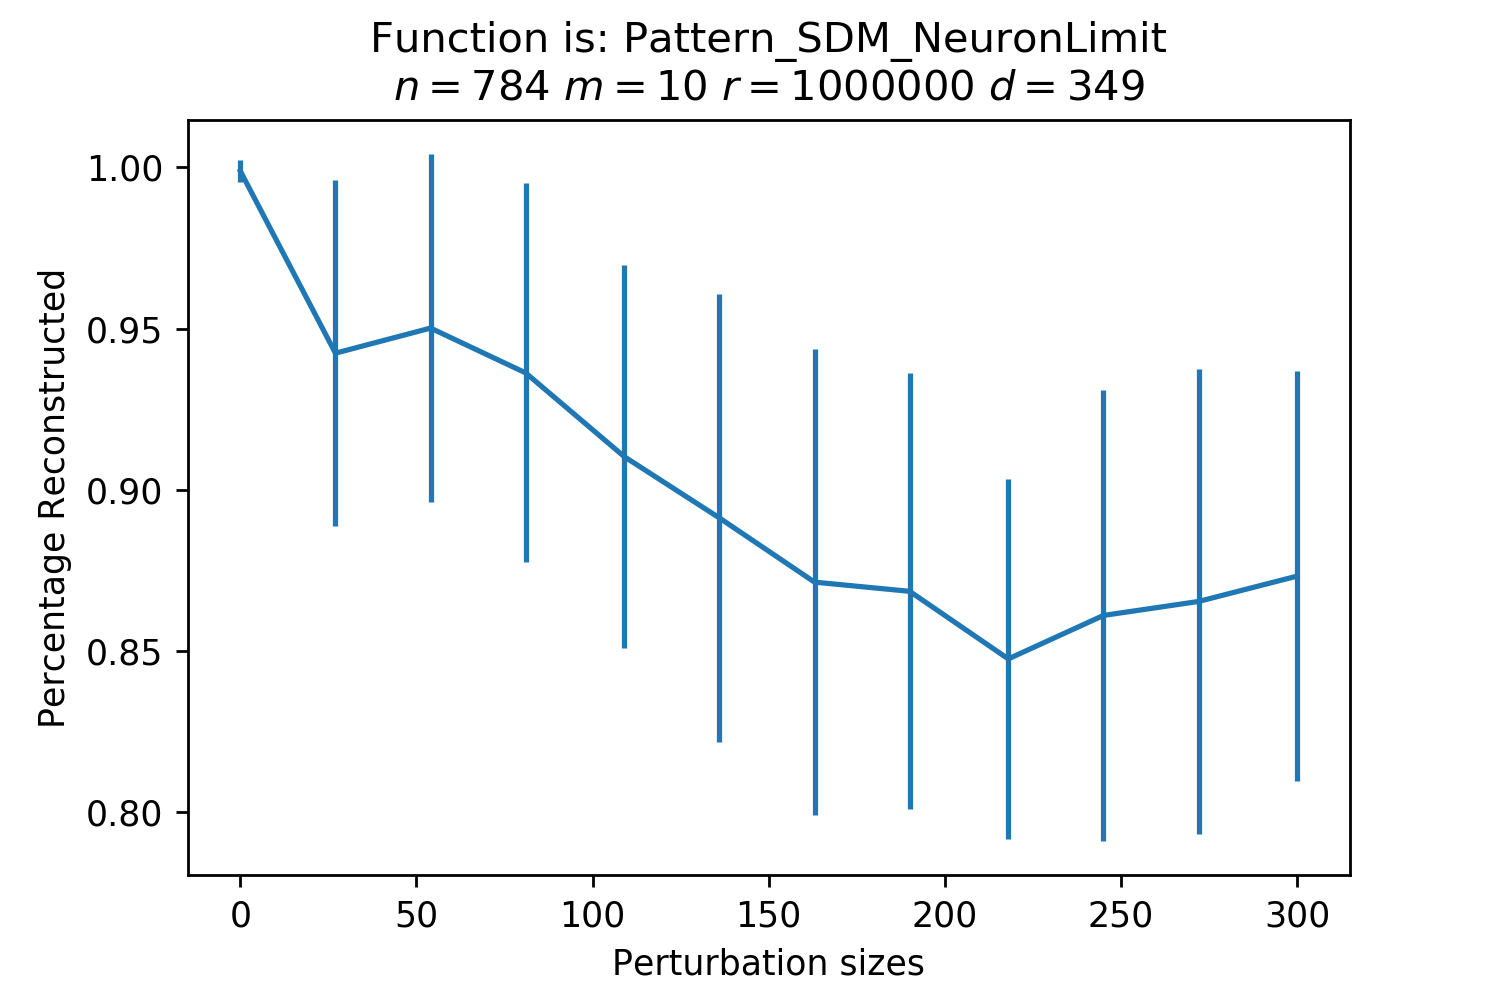 Function is: Pattern_SDM_NeuronLimit
n = 784 m = 10 r = 1000000 d = 349
1.00
0.95
0.90
0.85
0.80
Percentage Reconstructed
0 50 100 150 200 250 300
Perturbation sizes